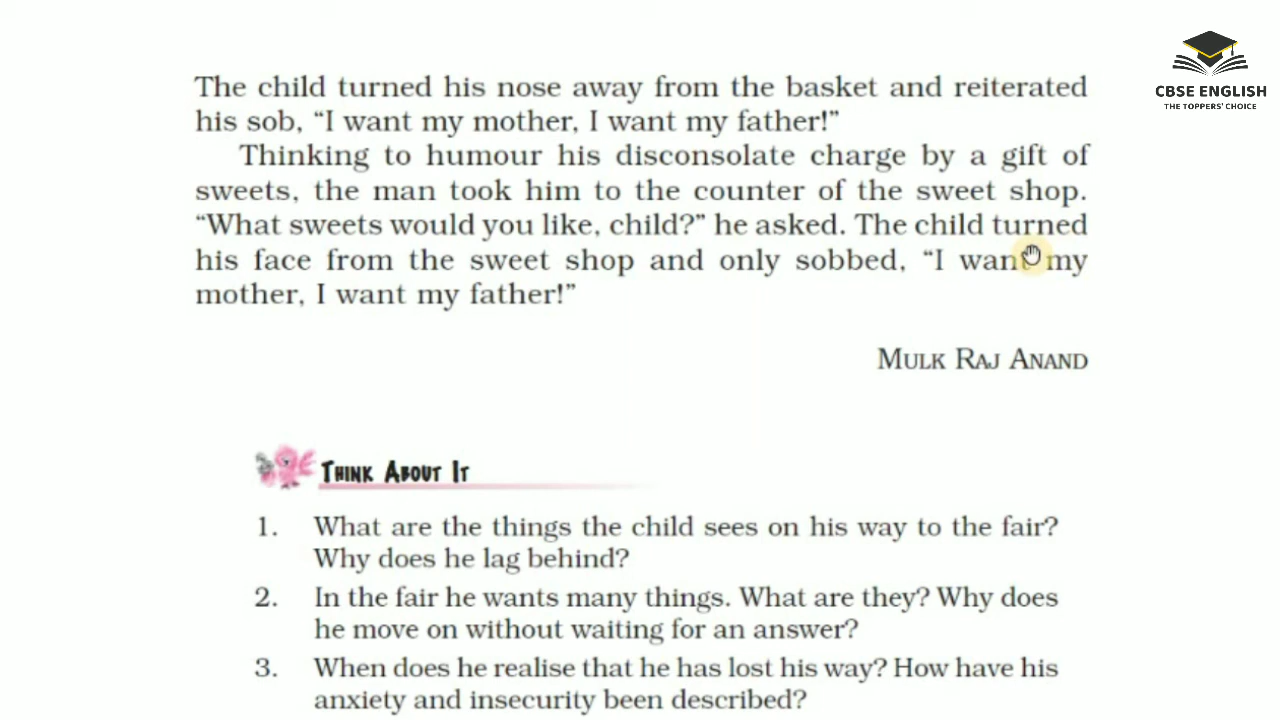 The child turned his nose away from the basket and reiterated
his sob, “I want my mother, I want my father!”
Thinking to humour his disconsolate charge by a gift of
sweets, the man took him to the counter of the sweet shop.
“What sweets would you like, child?” he asked. The child turned
his face from the sweet shop and only sobbed, “I want my
mother, I want my father!”
MULK RAJ ANAND
THINK ABOUT IT
1. What are the things the child sees on his way to the fair?
Why does he lag behind?
2. In the fair he wants many things. What are they? Why does
he move on without waiting for an answer?
3. When does he realise that he has lost his way? How have his
anxiety and insecurity been described?
CBSE ENGLISH
THE TOPPERS' CHOICE